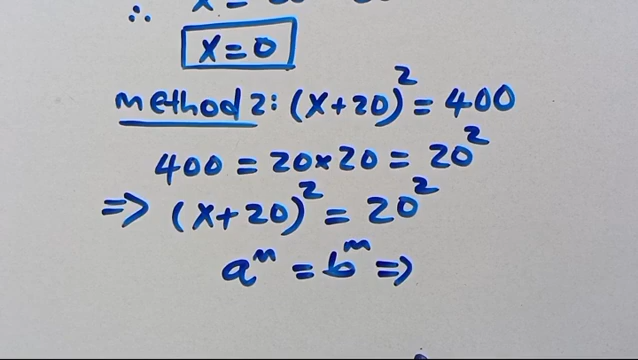 ∴ X =
X = 0
method 2: (X+20)² = 400
400 = 20×20 = 20²
=> (X+20)² = 20²
aᵐ = bᵐ =>